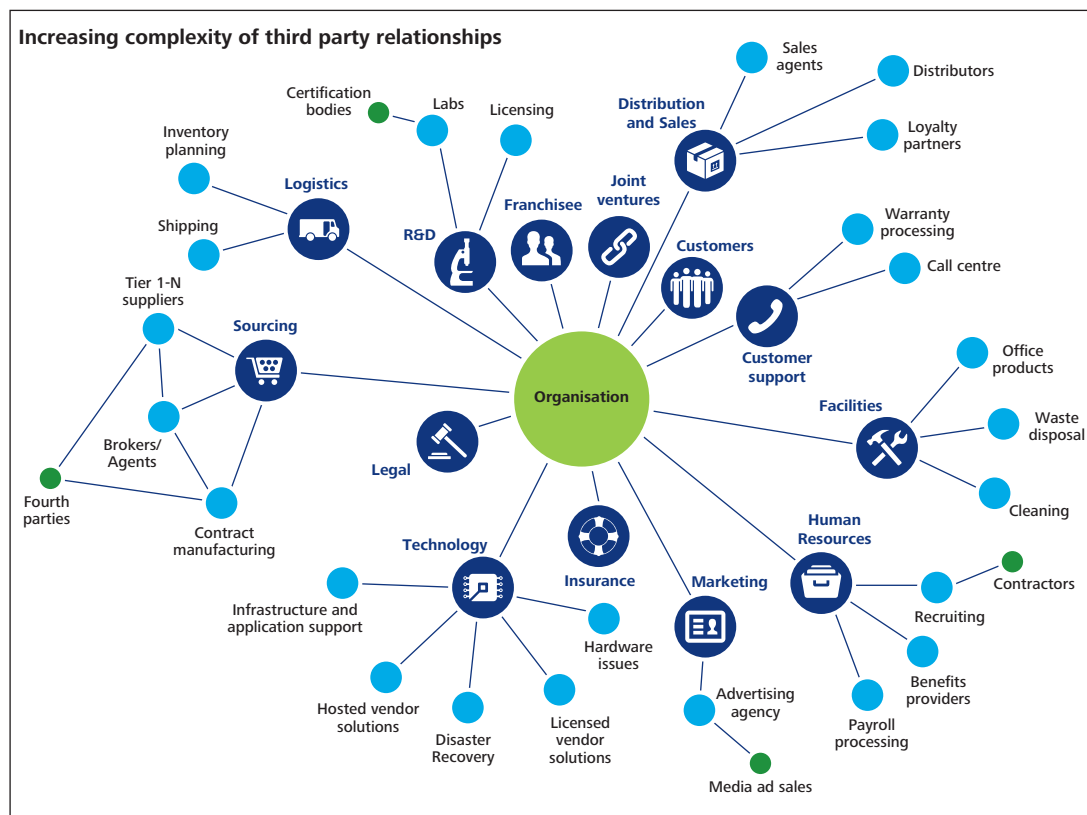 Increasing complexity of third party relationships
Sales
agents
Distributors
Certification
bodies
Labs
Licensing
Distribution
and Sales
Loyalty
partners
Inventory
planning
Logistics
Franchisee
Joint
ventures
R&D
Shipping
Customers
Warranty
processing
Call centre
Tier 1-N
suppliers
Sourcing
Customer
support
Office
products
Organisation
Facilities
Waste
disposal
Brokers/
Agents
Legal
Fourth
parties
Contract
manufacturing
Cleaning
Technology
Insurance
Marketing
Human
Resources
Contractors
Infrastructure and
application support
Recruiting
Hardware
issues
Benefits
providers
Hosted vendor
solutions
Disaster
Recovery
Licensed
vendor
solutions
Advertising
agency
Payroll
processing
Media ad sales